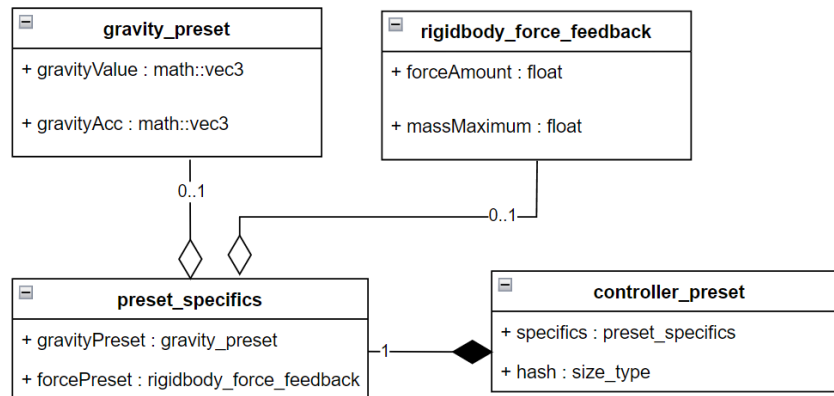 gravity_preset
+ gravityValue : math::vec3
+ gravityAcc : math::vec3
rigidbody_force_feedback
+ forceAmount : float
+ massMaximum : float
0..1
0..1
preset_specifics
+ gravityPreset : gravity_preset
+ forcePreset : rigidbody_force_feedback
1
controller_preset
+ specifics : preset_specifics
+ hash : size_type